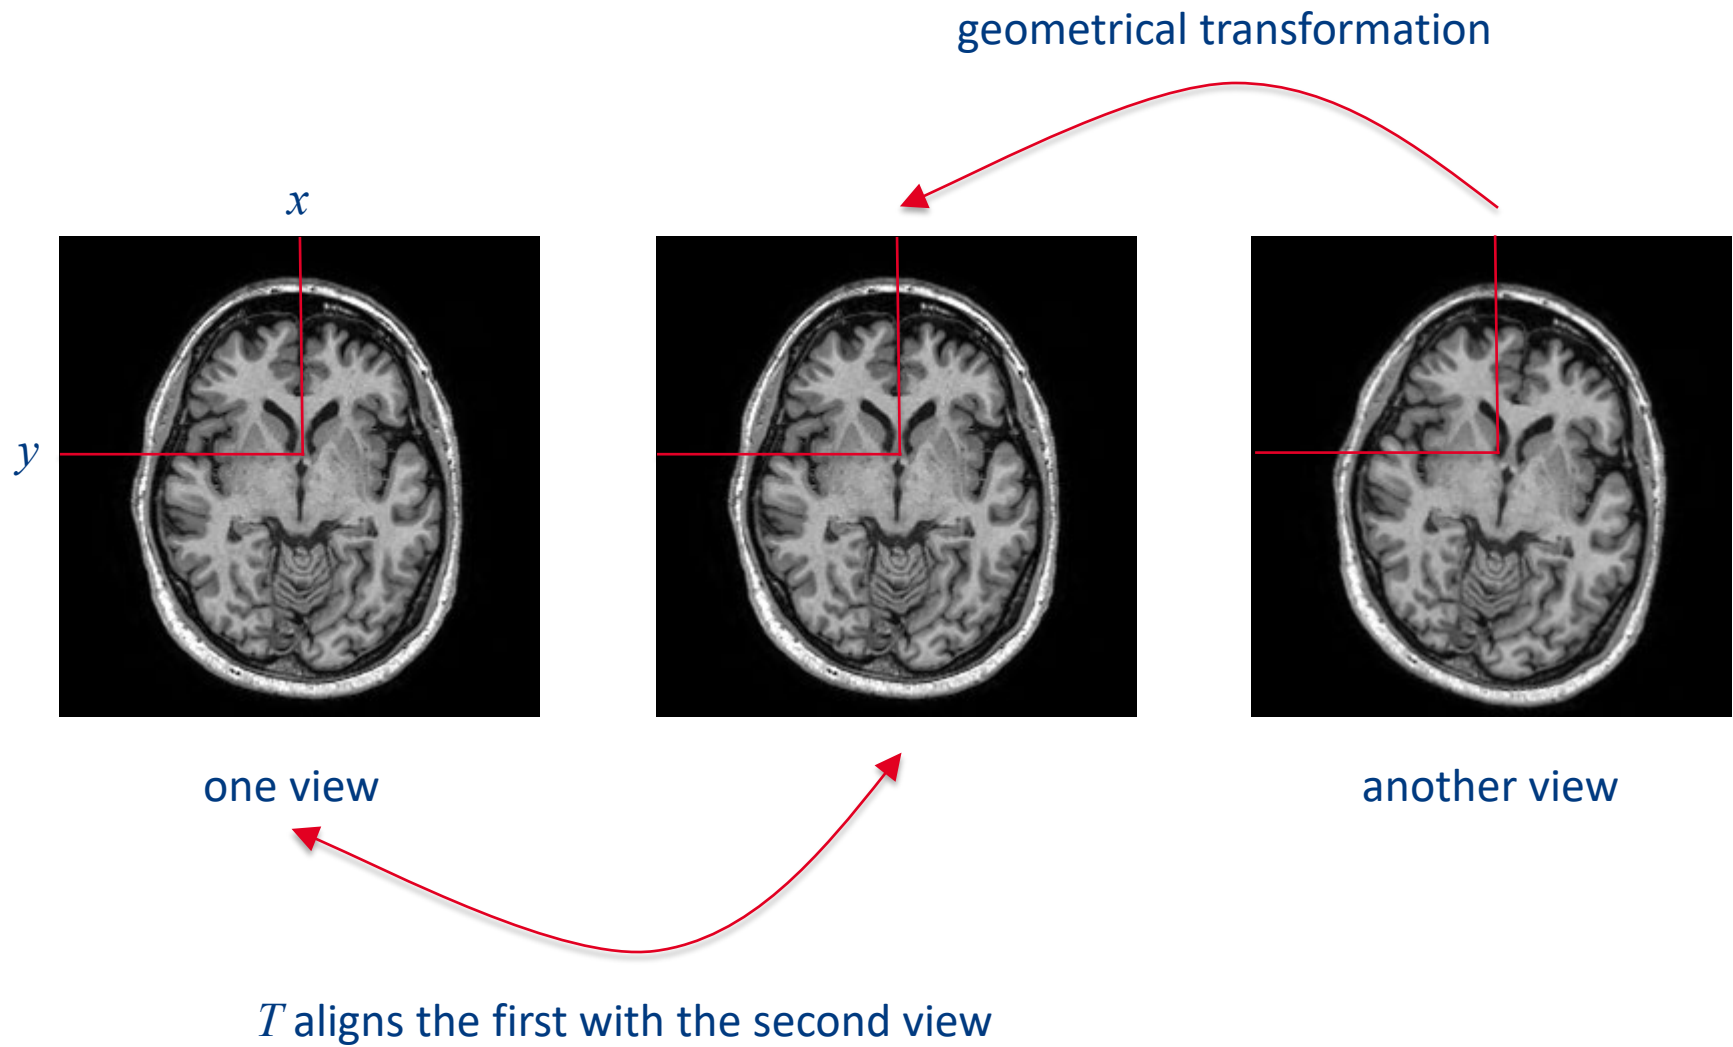 geometrical transformation
x
y
one view
another view
T aligns the first with the second view